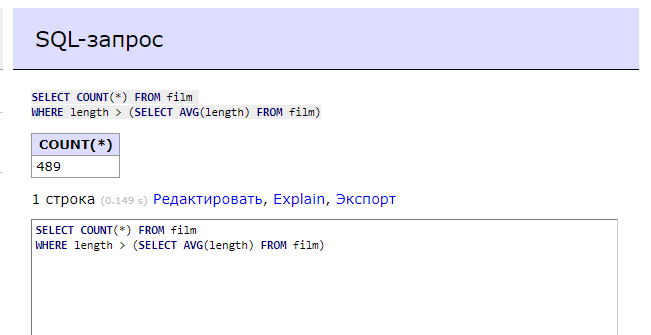 SQL-запрос
SELECT COUNT(*) FROM film
WHERE length > (SELECT AVG(length) FROM film)
COUNT(*)
489
1 строка (0.149 s) Редактировать, Explain, Экспорт
SELECT COUNT(*) FROM film
WHERE length > (SELECT AVG(length) FROM film)